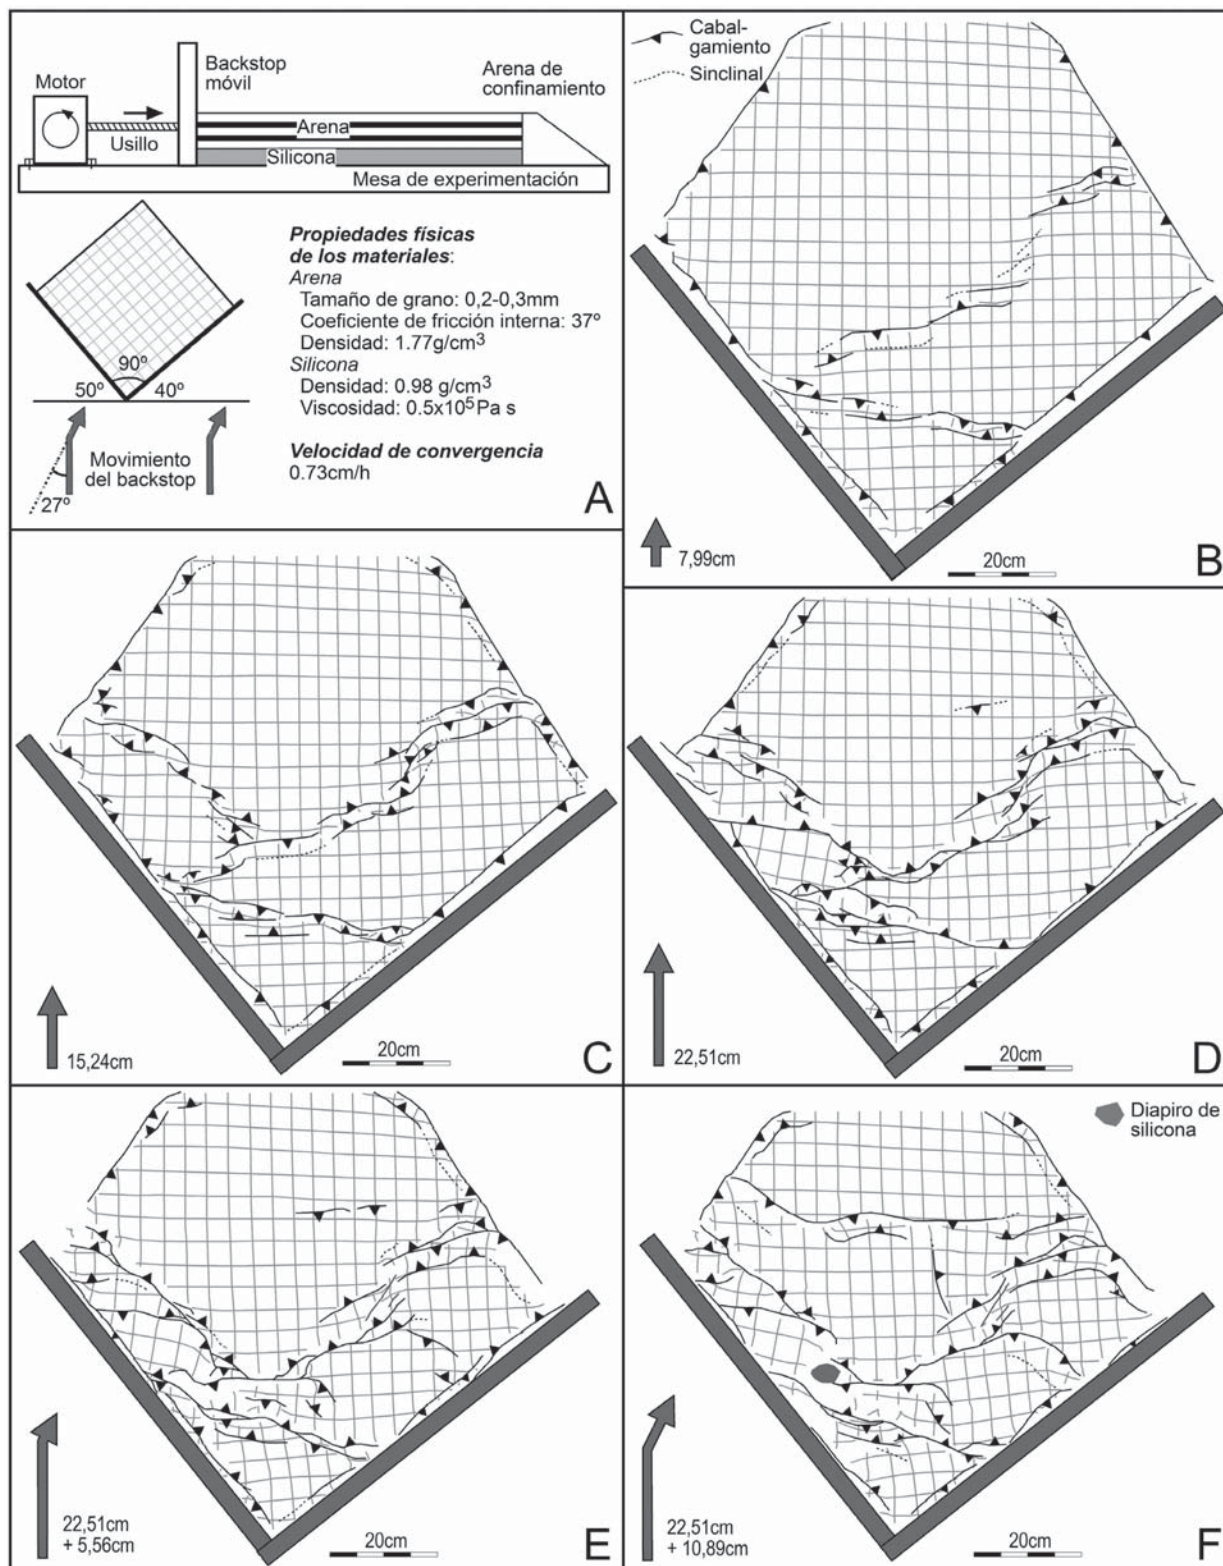 Motor
Usillo
Backstop
móvil
Arena de
confinamiento
Arena
Silicona
Mesa de experimentación
90º
50º
40º
Movimiento
del backstop
27º
Propiedades físicas
de los materiales:
Arena
Tamaño de grano: 0,2-0,3mm
Coeficiente de fricción interna: 37º
Densidad: 1.77g/cm³
Silicona
Densidad: 0.98 g/cm³
Viscosidad: 0.5x10⁵Pa s
Velocidad de convergencia
0.73cm/h
A
Cabal-
gamiento
Sinclinal
7,99cm
20cm
B
15,24cm
20cm
C
22,51cm
20cm
D
22,51cm
+ 5,56cm
20cm
E
Diapiro de
silicona
22,51cm
+ 10,89cm
20cm
F